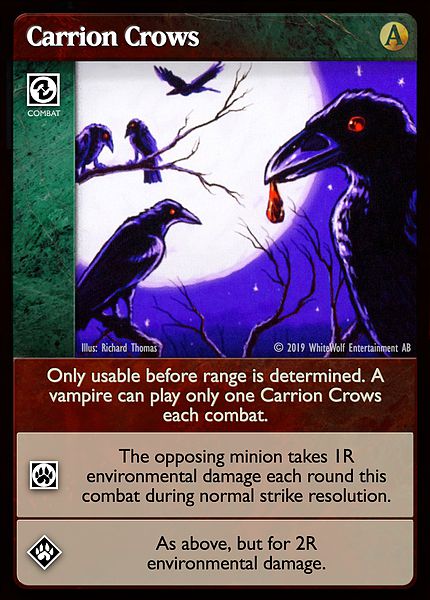 Carrion Crows
A
COMBAT
Illus: Richard Thomas
© 2019 WhiteWolf Entertainment AB
Only usable before range is determined. A
vampire can play only one Carrion Crows
each combat.
The opposing minion takes 1R
environmental damage each round this
combat during normal strike resolution.
As above, but for 2R
environmental damage.